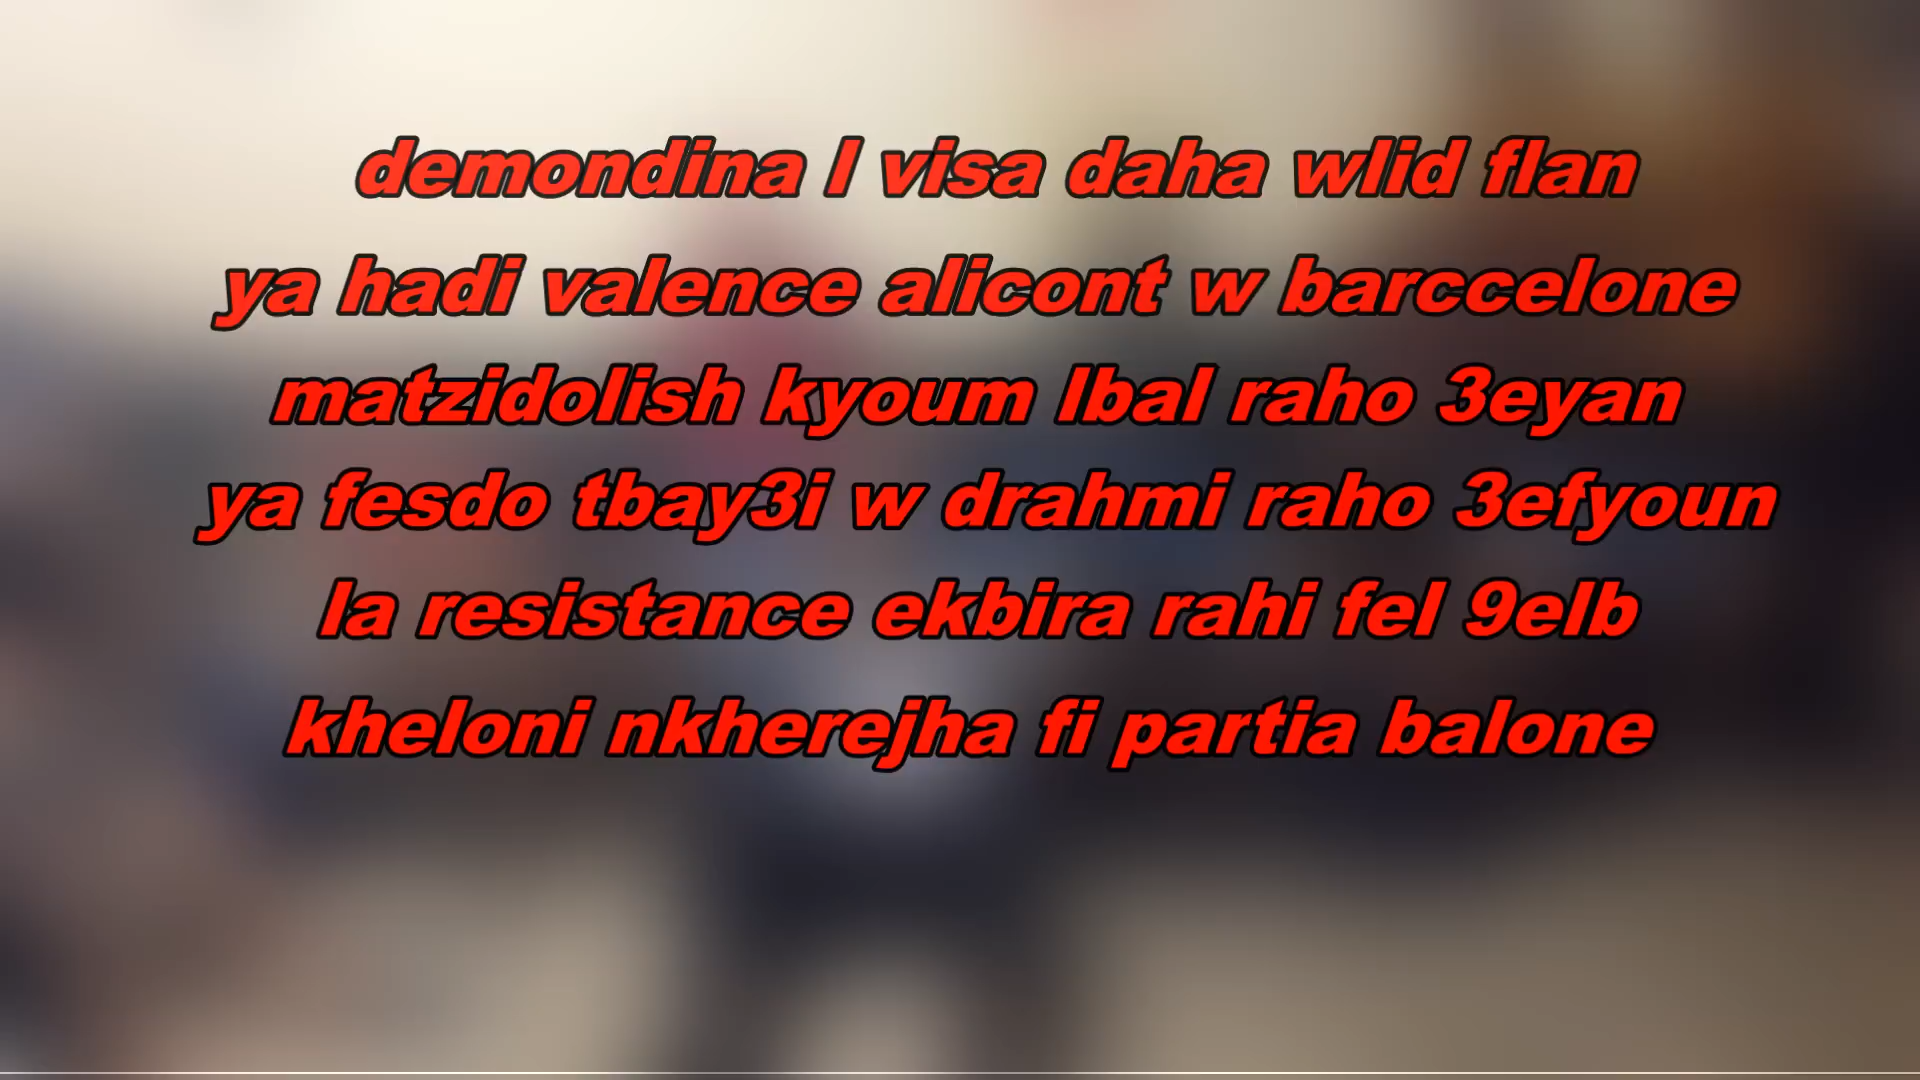 demondina l visa daha wlid flan
ya hadi valence alicont w barccelone
matzidolish kyoum lbal raho 3eyan
ya fesdo tbay3i w drahmi raho 3efyoun
la resistance ekbira rahi fel 9elb
kheloni nkherejha fi partia balone